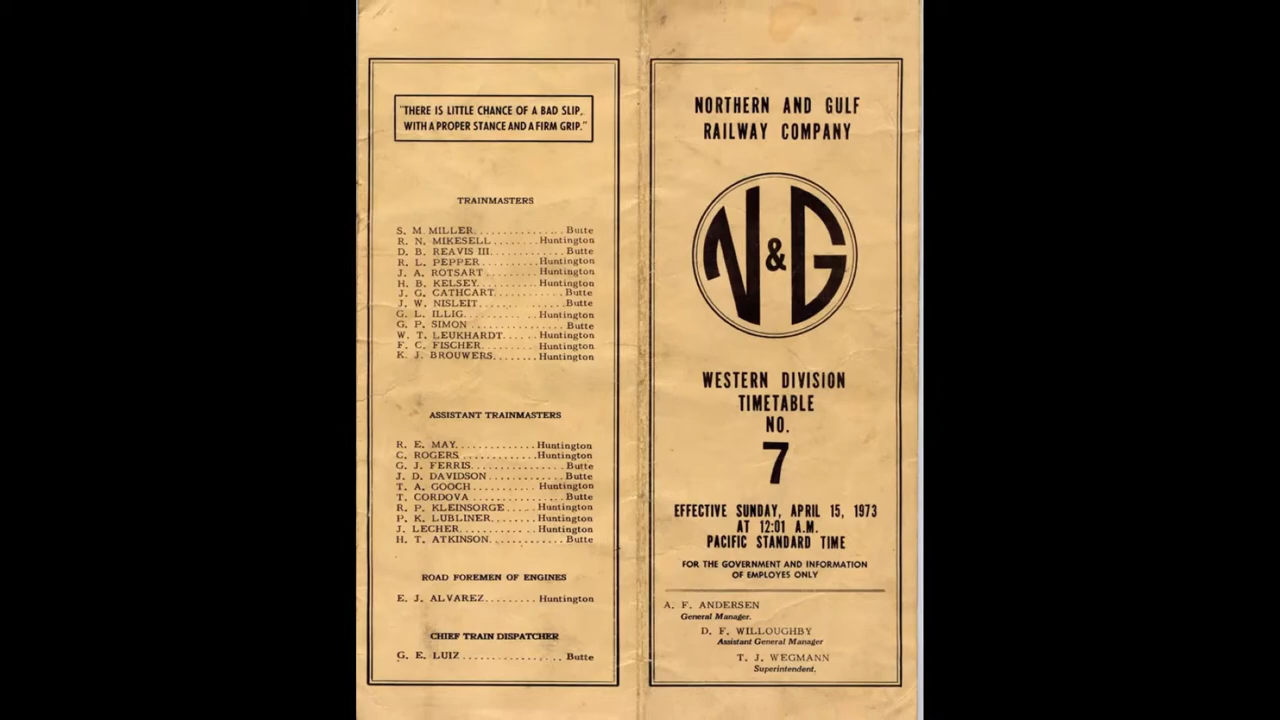 "THERE IS LITTLE CHANCE OF A BAD SLIP,
WITH A PROPER STANCE AND A FIRM GRIP."
TRAINMASTERS
S. M. MILLER.............. Butte
R. N. MIKESELL........ Huntington
D. B. REAVIS III........... Butte
R. L. PEPPER.......... Huntington
J. A. ROTSART ......... Huntington
H. B. KELSEY.......... Huntington
J. G. CATHCART........... Butte
J. W. NISLEIT............. Butte
G. L. ILLIG........... Huntington
G. P. SIMON .............. Butte
W. T. LEUKHARDT...... Huntington
F. C. FISCHER......... Huntington
K. J. BROUWERS........ Huntington
ASSISTANT TRAINMASTERS
R. E. MAY............. Huntington
C. ROGERS ............ Huntington
G. J. FERRIS.............. Butte
J. D. DAVIDSON ........... Butte
T. A. GOOCH ........... Huntington
T. CORDOVA ............... Butte
R. P. KLEINSORGE...... Huntington
P. K. LUBLINER........ Huntington
J. LECHER............. Huntington
H. T. ATKINSON............ Butte
ROAD FOREMEN OF ENGINES
E. J. ALVAREZ......... Huntington
CHIEF TRAIN DISPATCHER
G. E. LUIZ ................ Butte
NORTHERN AND GULF
RAILWAY COMPANY
N&G
WESTERN DIVISION
TIMETABLE
NO.
7
EFFECTIVE SUNDAY, APRIL 15, 1973
AT 12:01 A.M.
PACIFIC STANDARD TIME
FOR THE GOVERNMENT AND INFORMATION
OF EMPLOYES ONLY
A. F. ANDERSEN
General Manager.
D. F. WILLOUGHBY
Assistant General Manager
T. J. WEGMANN
Superintendent.